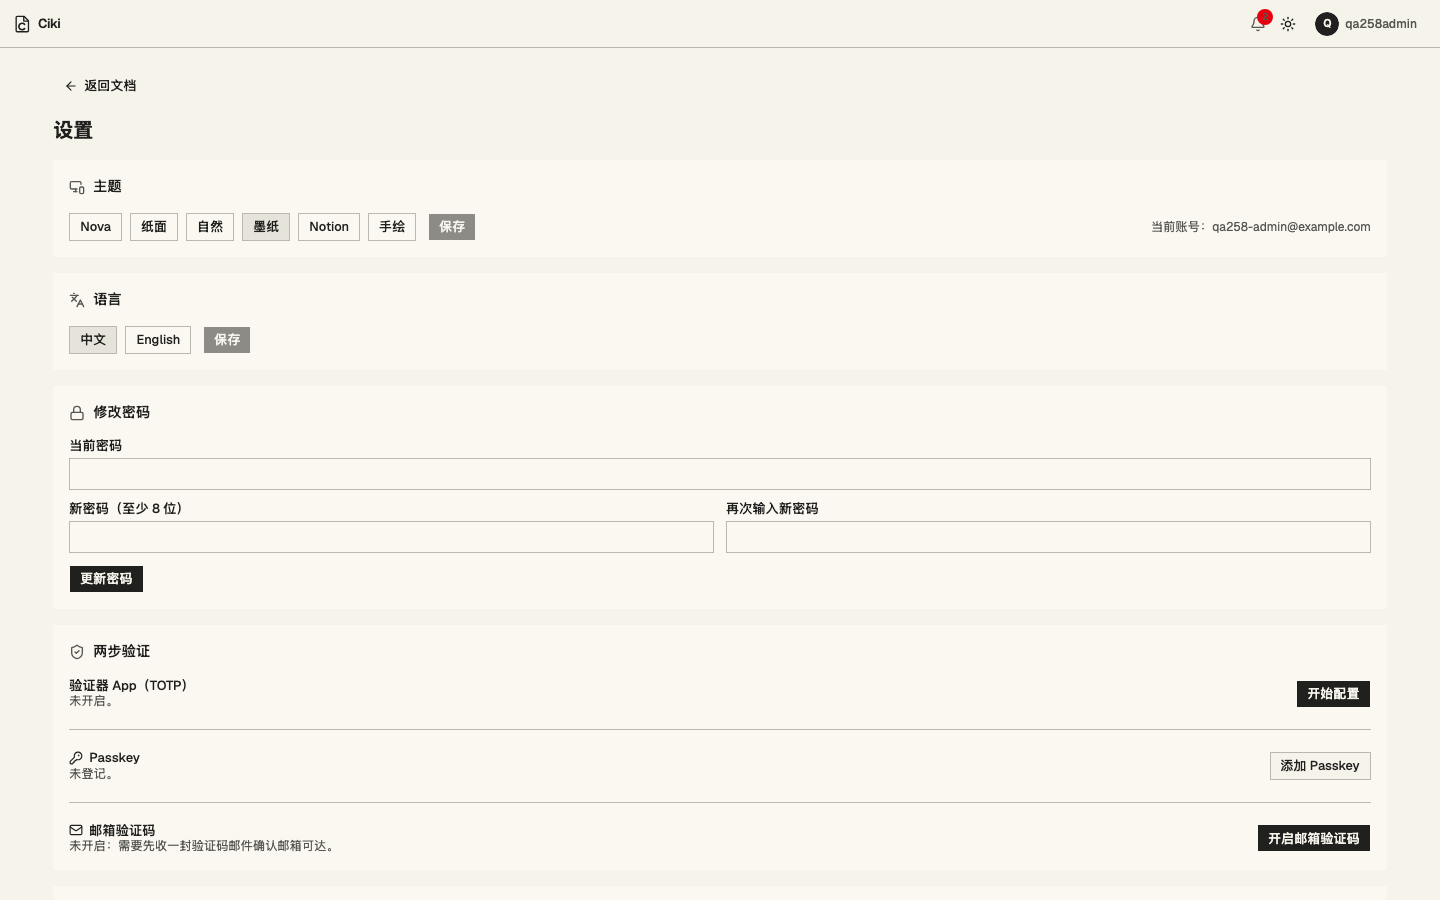 Ciki
Q qa258admin
返回文档
设置
主题
Nova 纸面 自然 墨纸 Notion 手绘 保存 当前账号：qa258-admin@example.com
语言
中文 English 保存
修改密码
当前密码
新密码（至少 8 位） 再次输入新密码
更新密码
两步验证
验证器 App（TOTP）
未开启。
开始配置
Passkey
未登记。
添加 Passkey
邮箱验证码
未开启：需要先收一封验证码邮件确认邮箱可达。
开启邮箱验证码